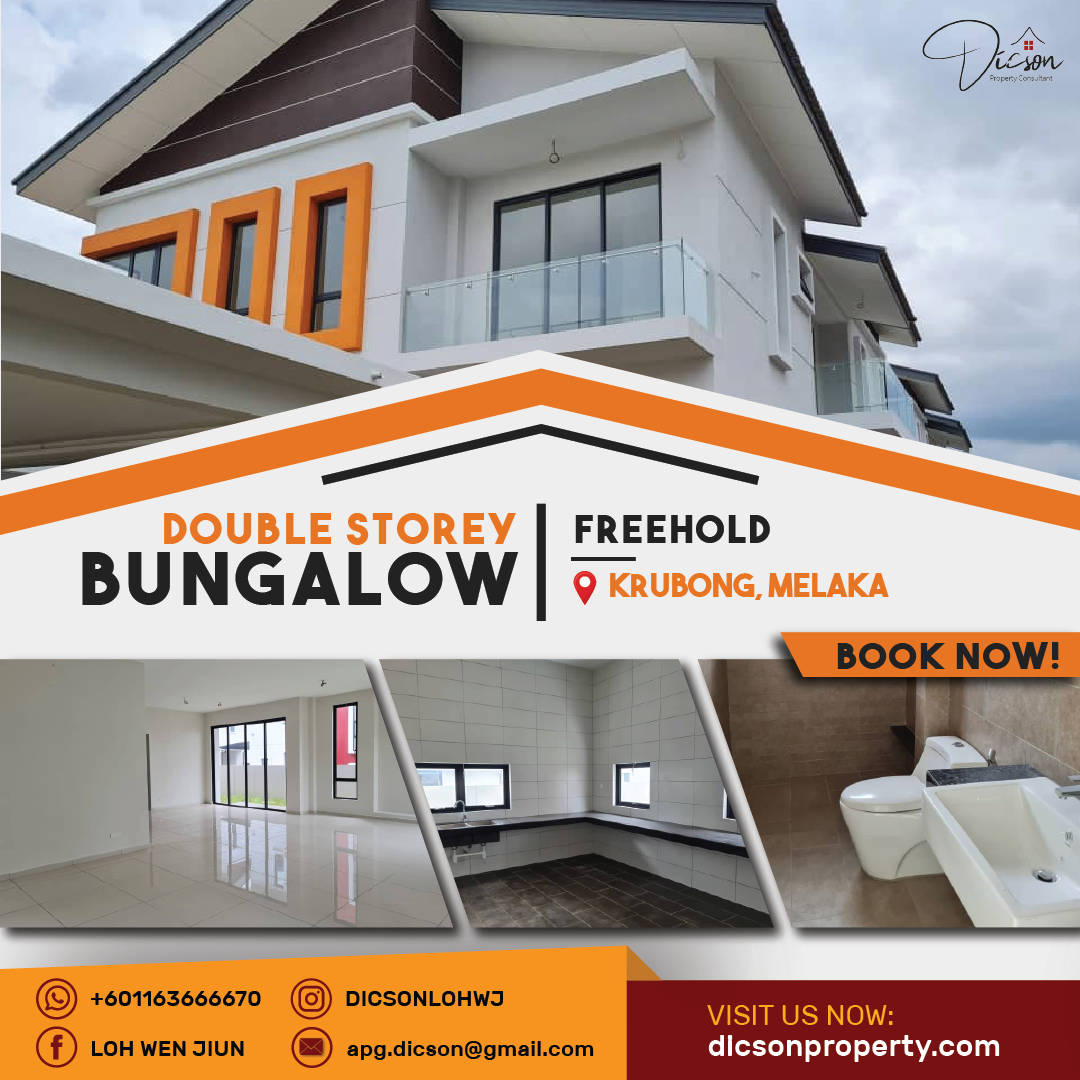 Dicson
Property Consultant
DOUBLE STOREY
BUNGALOW
FREEHOLD
KRUBONG, MELAKA
BOOK NOW!
+601163666670
DICSONLOHWJ
LOH WEN JIUN
apg.dicson@gmail.com
VISIT US NOW:
dIcsonproperty.com